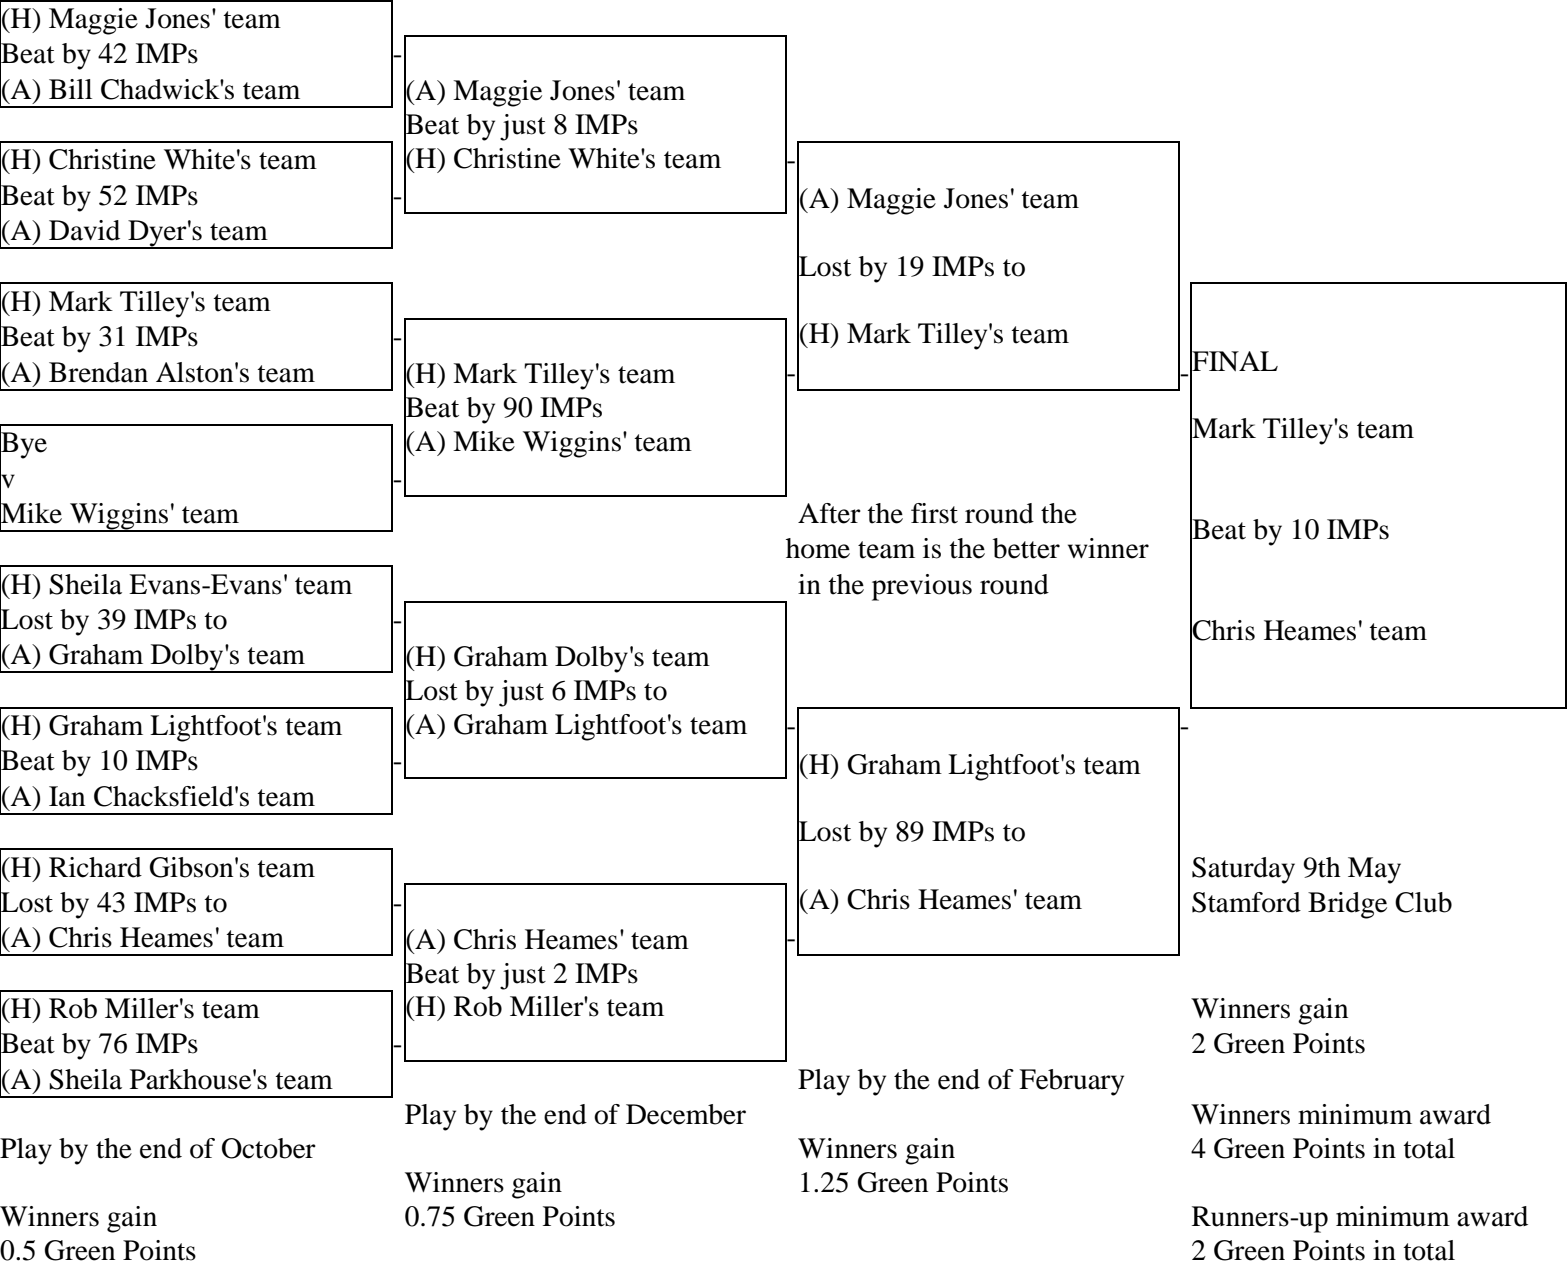 (H) Maggie Jones' team
Beat by 42 IMPs
(A) Bill Chadwick's team
(H) Christine White's team
Beat by 52 IMPs
(A) David Dyer's team
(H) Mark Tilley's team
Beat by 31 IMPs
(A) Brendan Alston's team
Bye
v
Mike Wiggins' team
(H) Sheila Evans-Evans' team
Lost by 39 IMPs to
(A) Graham Dolby's team
(H) Graham Lightfoot's team
Beat by 10 IMPs
(A) Ian Chacksfield's team
(H) Richard Gibson's team
Lost by 43 IMPs to
(A) Chris Heames' team
(H) Rob Miller's team
Beat by 76 IMPs
(A) Sheila Parkhouse's team
Play by the end of October
Winners gain
0.5 Green Points
(A) Maggie Jones' team
Beat by just 8 IMPs
(H) Christine White's team
(H) Mark Tilley's team
Beat by 90 IMPs
(A) Mike Wiggins' team
(H) Graham Dolby's team
Lost by just 6 IMPs to
(A) Graham Lightfoot's team
(A) Chris Heames' team
Beat by just 2 IMPs
(H) Rob Miller's team
Play by the end of December
Winners gain
0.75 Green Points
(A) Maggie Jones' team
Lost by 19 IMPs to
(H) Mark Tilley's team
After the first round the
home team is the better winner
in the previous round
(H) Graham Lightfoot's team
Lost by 89 IMPs to
(A) Chris Heames' team
Play by the end of February
Winners gain
1.25 Green Points
FINAL
Mark Tilley's team
Beat by 10 IMPs
Chris Heames' team
Saturday 9th May
Stamford Bridge Club
Winners gain
2 Green Points
Winners minimum award
4 Green Points in total
Runners-up minimum award
2 Green Points in total